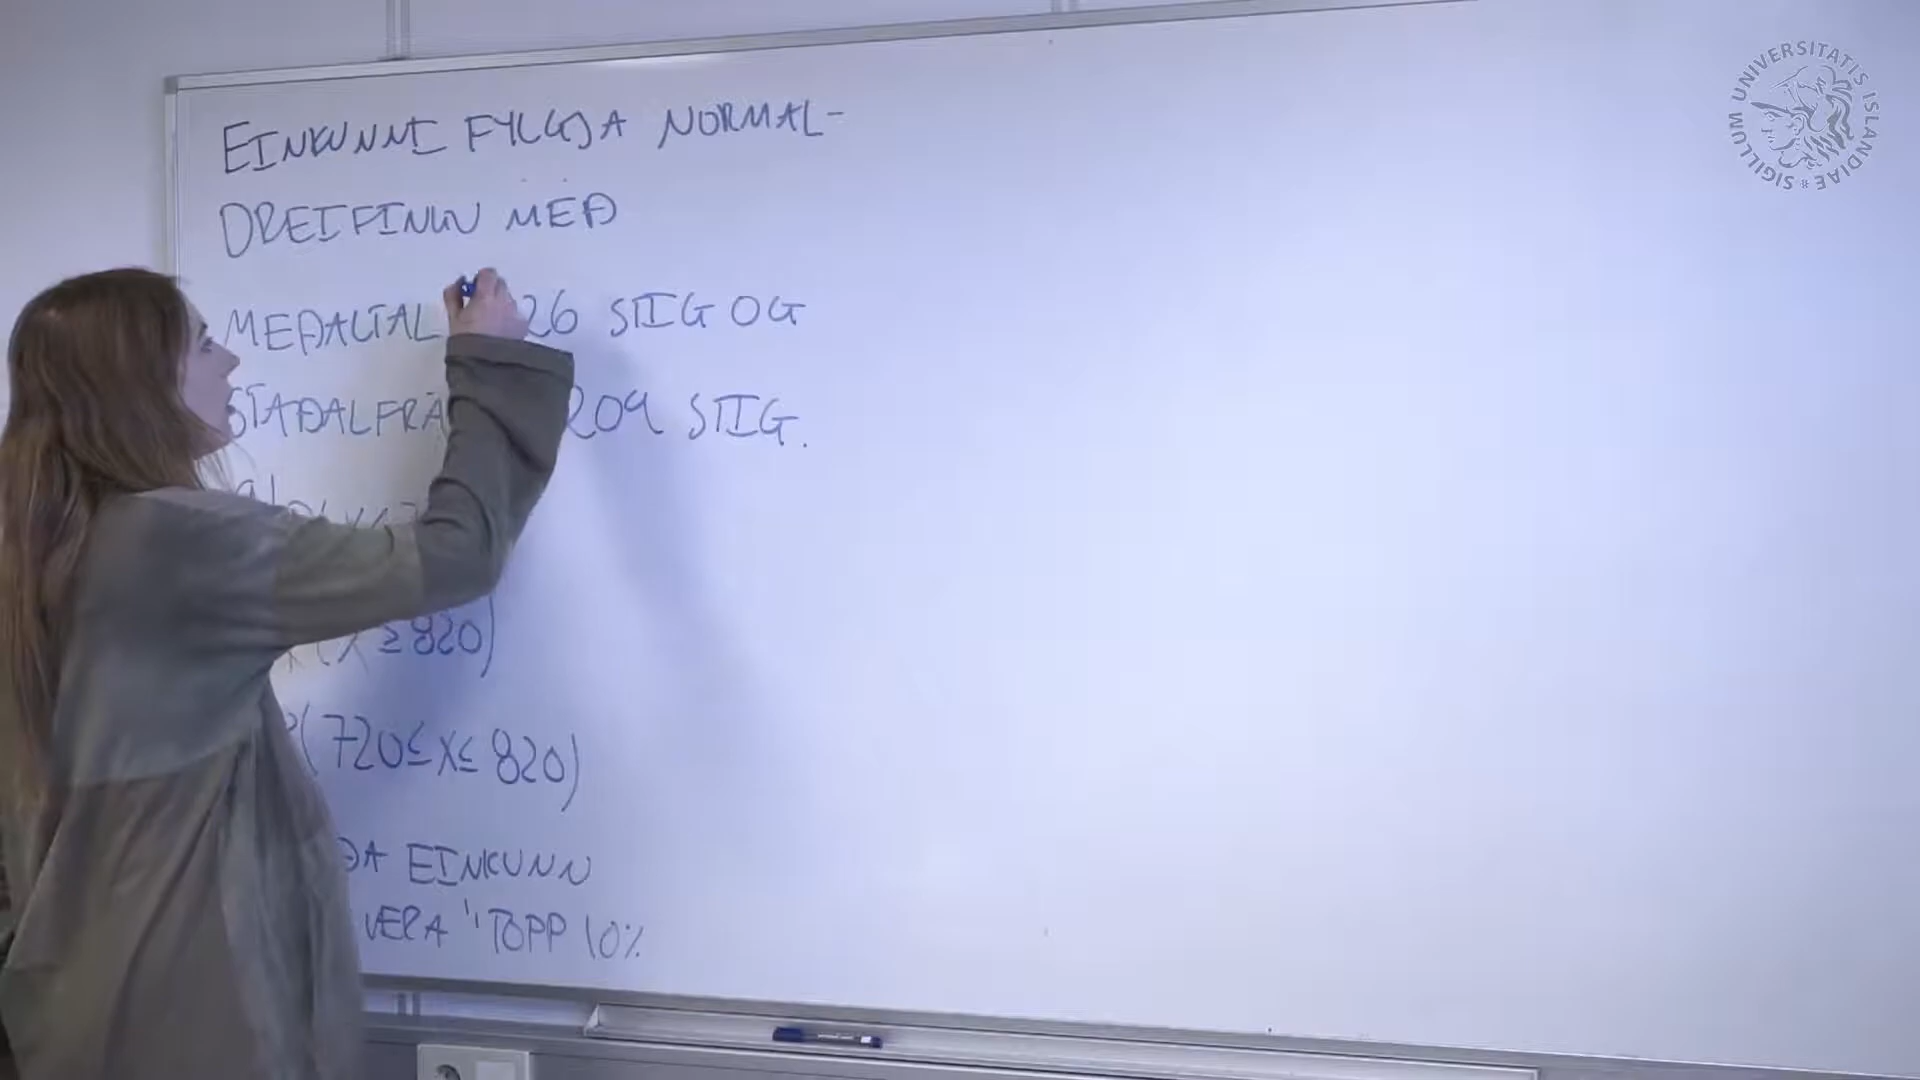 EINKUNNI FYLGJA NORMAL-
DREIFINGU MEÐ
MEÐALTAL 26 STIG OG
STAÐALFRÁ 209 STIG.
(X ≥820)
P(720≤X≤ 820)
EINKUNN
VERA "TOPP 10%
SIGILLUM UNIVERSITATIS ISLANDIAE